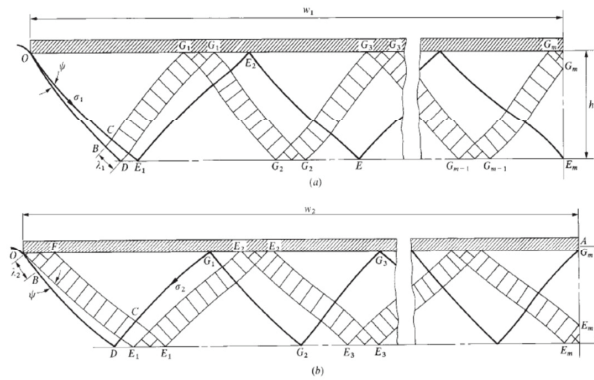 w₁
O
G₁ G₁
E₂
G₃ G₃
Gₘ
Gₘ
ψ
σ₁
h
C
B
λ₁
D
E₁
G₂ G₂
E
Gₘ₋₁ Gₘ₋₁
Eₘ
(a)
w₂
O
F
G₁
E₂ E₂
G₃
A
Gₘ
λ₂
B
ψ
σ₂
C
Eₘ
D
E₁ E₁
G₂
E₃ E₃
Eₘ
(b)